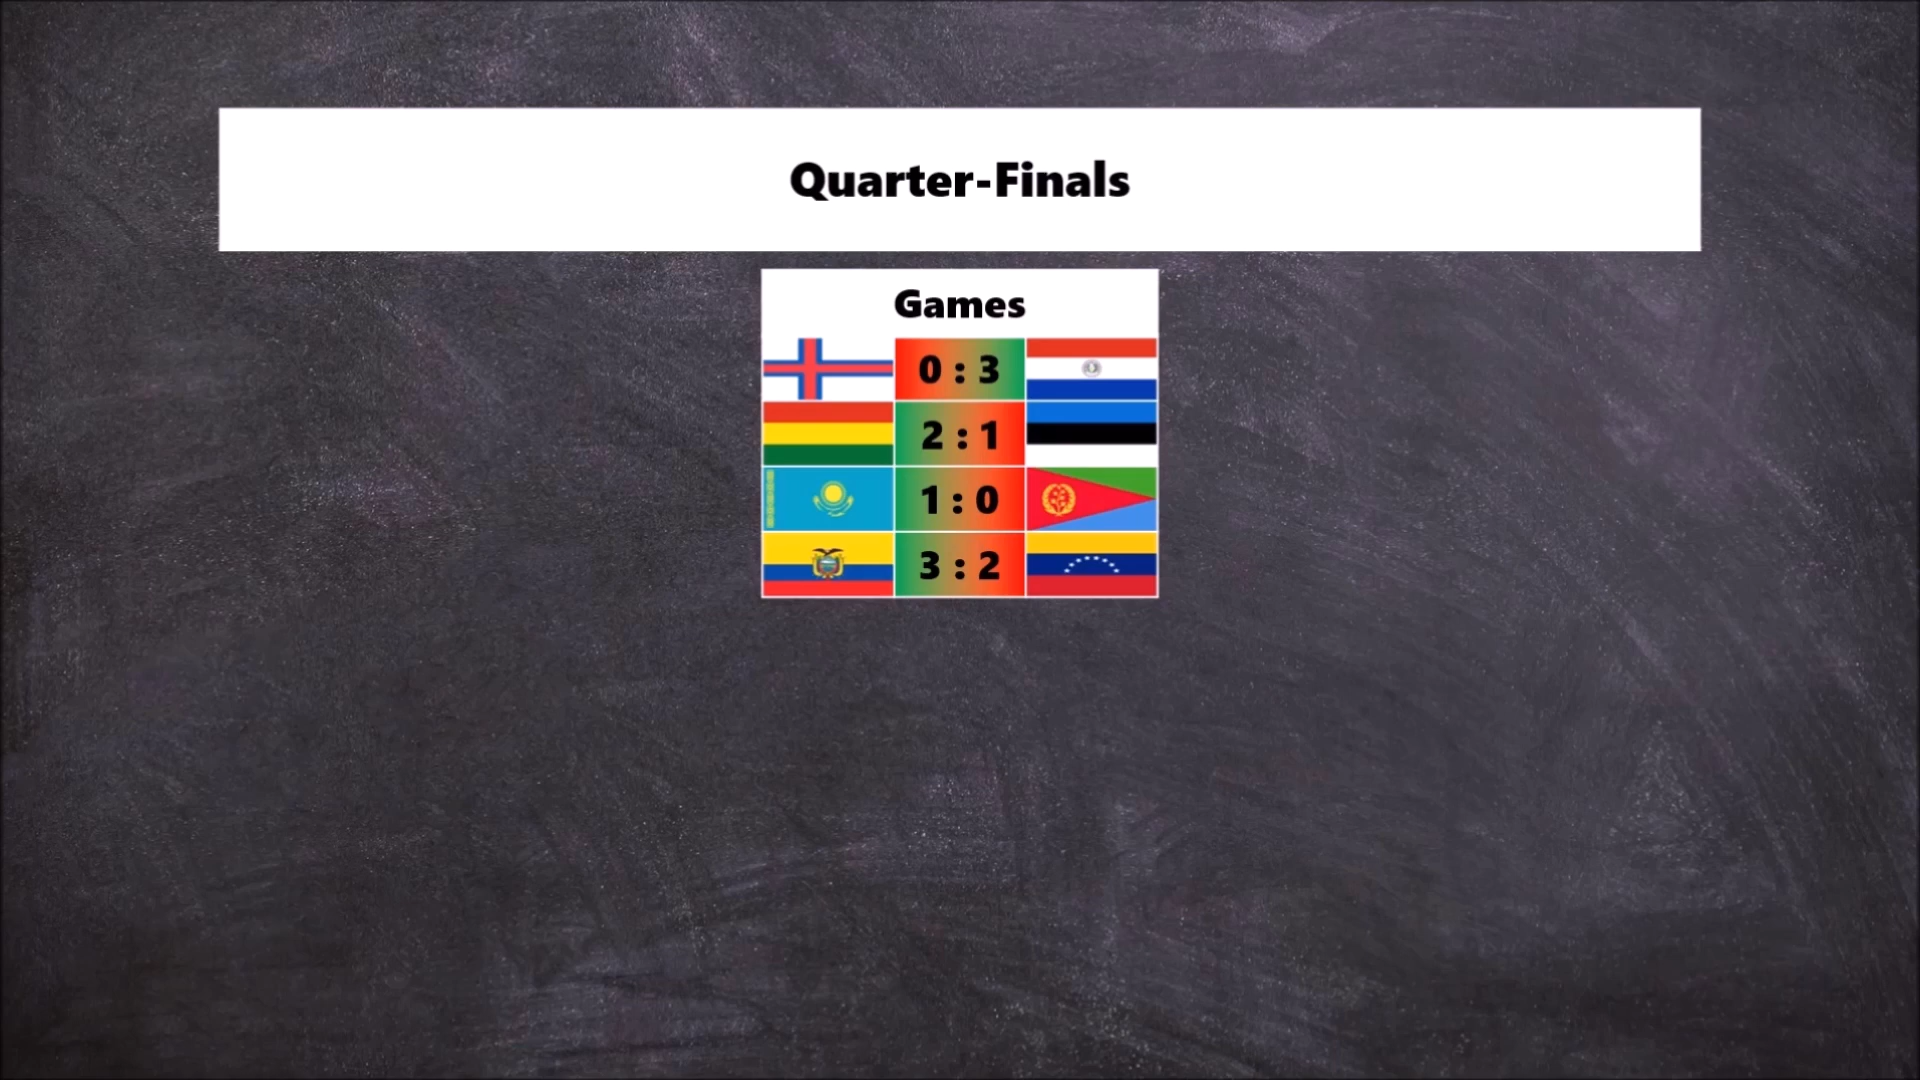 Quarter-Finals
Games
0 : 3
2 : 1
1 : 0
3 : 2